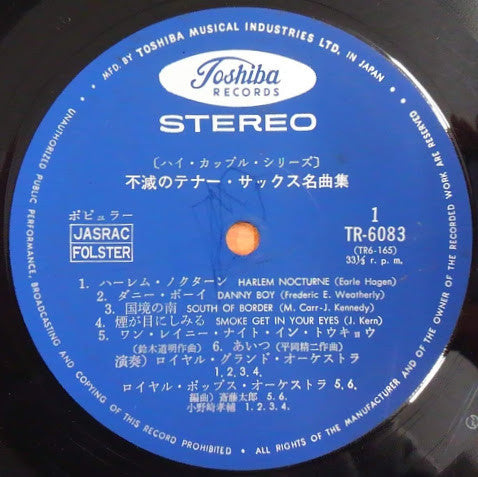 MFD. BY TOSHIBA MUSICAL INDUSTRIES LTD. IN JAPAN
Toshiba
RECORDS
STEREO
〔ハイ・カップル・シリーズ〕
不滅のテナー・サックス名曲集
ポピュラー
JASRAC
FOLSTER
1
TR-6083
(TR6-165)
33⅓ r. p. m.
1. ハーレム・ノクターン HARLEM NOCTURNE (Earle Hagen)
2. ダニー・ボーイ DANNY BOY (Frederic E. Weatherly)
3. 国境の南 SOUTH OF BORDER (M. Carr-J. Kennedy)
4. 煙が目にしみる SMOKE GET IN YOUR EYES (J. Kern)
5. ワン・レイニー・ナイト・イン・トウキョウ
(鈴木道明作曲) 6. あいつ (平岡精二作曲)
演奏) ロイヤル・グランド・オーケストラ
1,2,3,4.
ロイヤル・ポップス・オーケストラ 5,6.
編曲) 斎藤太郎 5. 6.
小野崎孝輔 1. 2. 3. 4.
UNAUTHORIZED PUBLIC PERFORMANCE, BROADCASTING AND COPYING OF THIS RECORD PROHIBITED • ALL RIGHTS OF THE MANUFACTURER AND OF THE OWNER OF THE RECORDED WORK ARE RESERVED